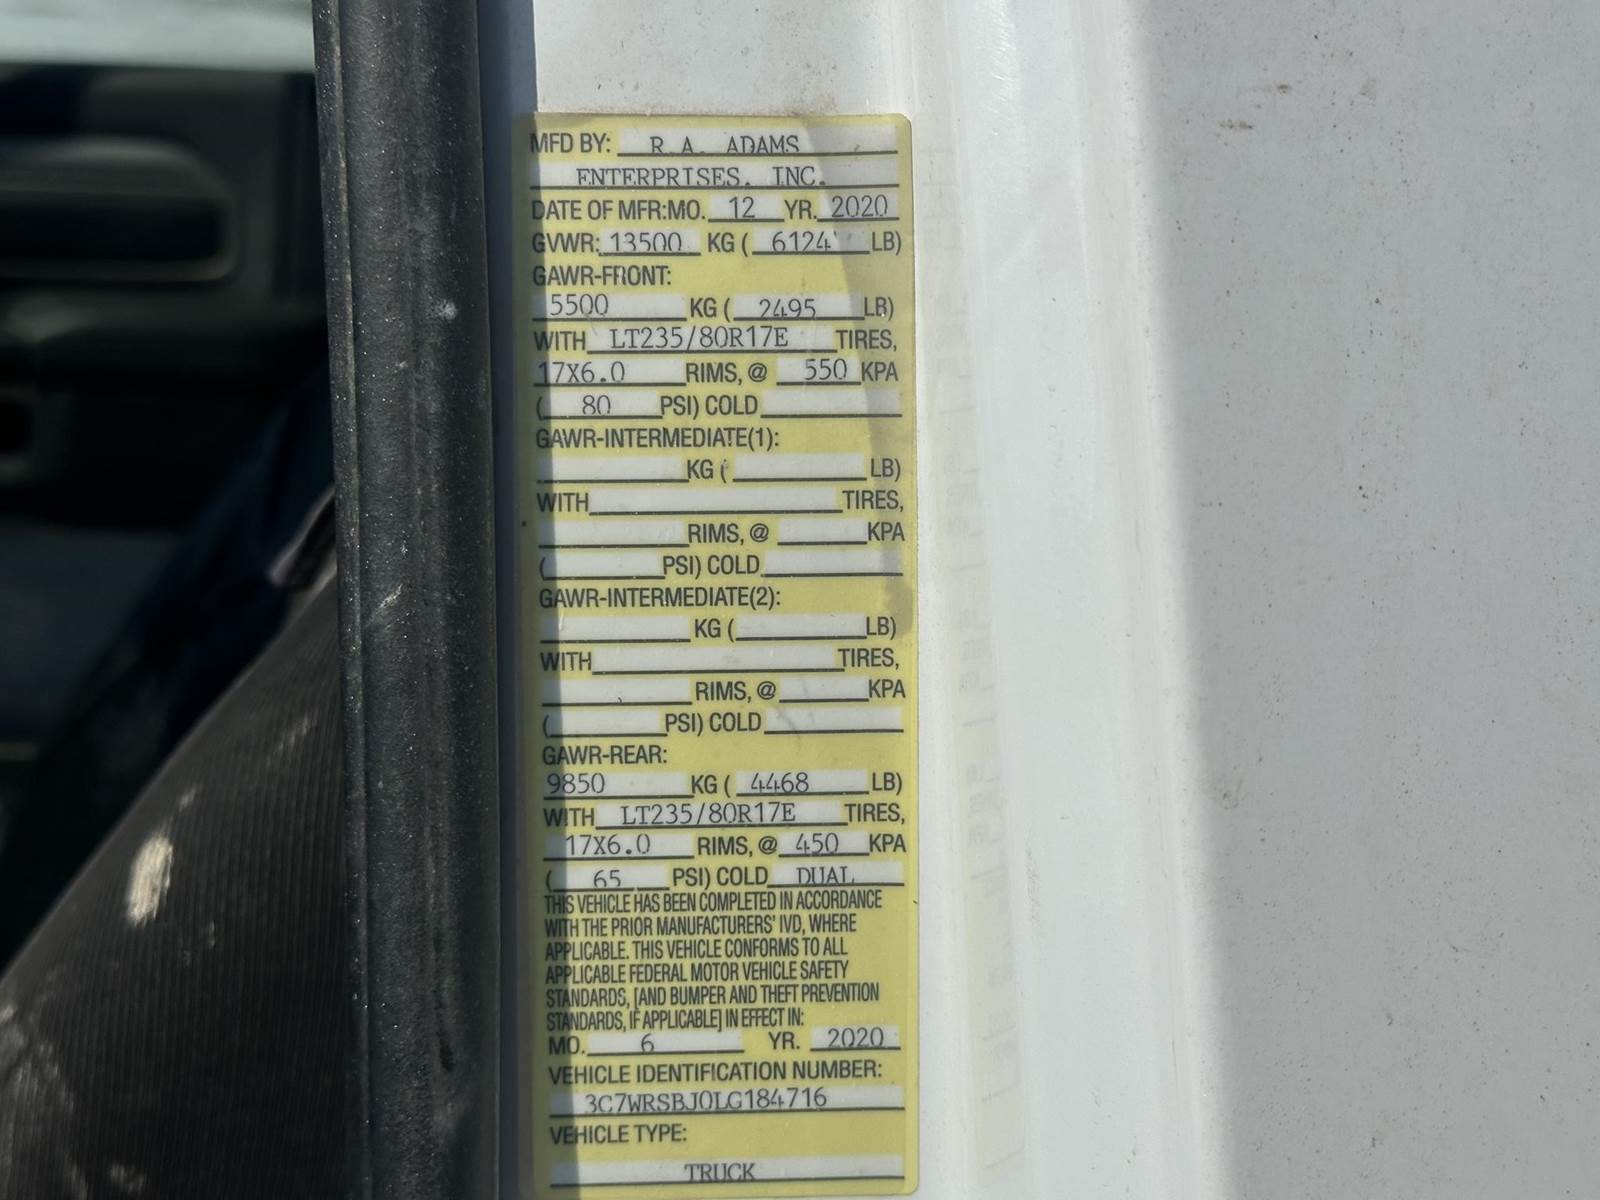 MFD BY: R.A. ADAMS
ENTERPRISES, INC.
DATE OF MFR:MO. 12 YR. 2020
GVWR: 13500 KG ( 6124 LB)
GAWR-FRONT:
5500 KG ( 2495 LB)
WITH LT235/80R17E TIRES,
17X6.0 RIMS, @ 550 KPA
( 80 PSI) COLD
GAWR-INTERMEDIATE(1):
KG ( LB)
WITH TIRES,
RIMS, @ KPA
( PSI) COLD
GAWR-INTERMEDIATE(2):
KG ( LB)
WITH TIRES,
RIMS, @ KPA
( PSI) COLD
GAWR-REAR:
9850 KG ( 4468 LB)
WITH LT235/80R17E TIRES,
17X6.0 RIMS, @ 450 KPA
( 65 PSI) COLD DUAL
THIS VEHICLE HAS BEEN COMPLETED IN ACCORDANCE
WITH THE PRIOR MANUFACTURERS' IVD, WHERE
APPLICABLE. THIS VEHICLE CONFORMS TO ALL
APPLICABLE FEDERAL MOTOR VEHICLE SAFETY
STANDARDS, [AND BUMPER AND THEFT PREVENTION
STANDARDS, IF APPLICABLE] IN EFFECT IN:
MO. 6 YR. 2020
VEHICLE IDENTIFICATION NUMBER:
3C7WRSBJ0LG184716
VEHICLE TYPE:
TRUCK